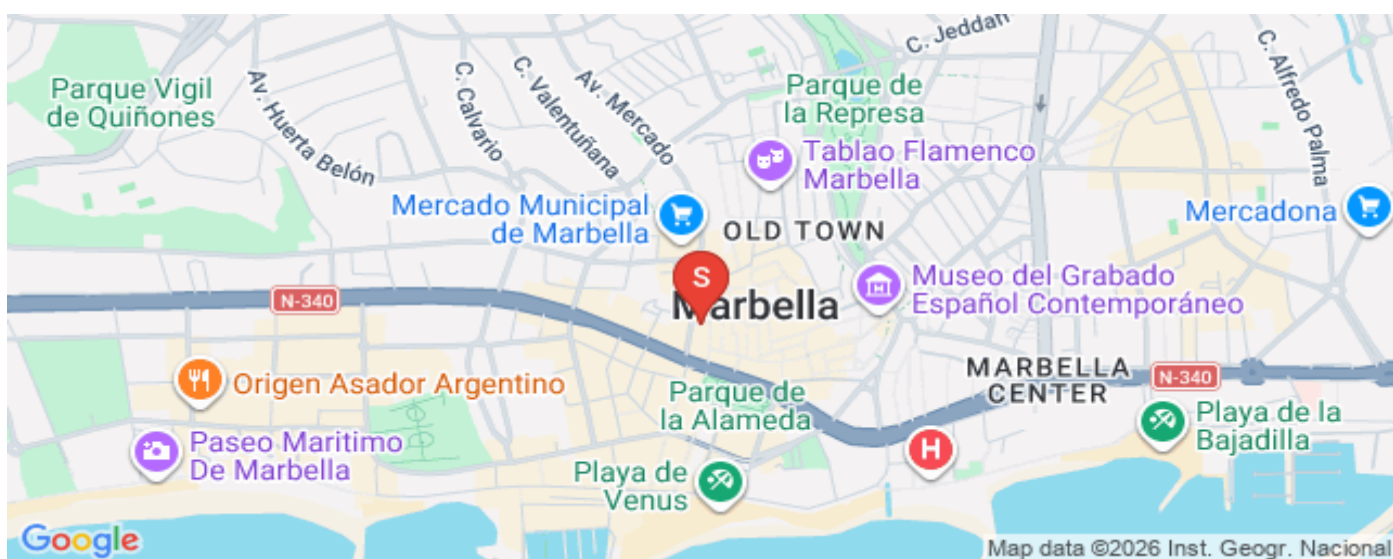 C. Jeddah
Parque Vigil
de Quiñones
Av. Huerta Belón
C. Calvario
C. Valentuñana
Av. Mercado
Parque de
la Represa
C. Alfredo Palma
Tablao Flamenco
Marbella
Mercado Municipal
de Marbella
OLD TOWN
Mercadona
S
Marbella
Museo del Grabado
Español Contemporáneo
N-340
Origen Asador Argentino
MARBELLA
CENTER
N-340
Parque de
la Alameda
Paseo Maritimo
De Marbella
H
Playa de la
Bajadilla
Playa de
Venus
Google
Map data ©2026 Inst. Geogr. Nacional